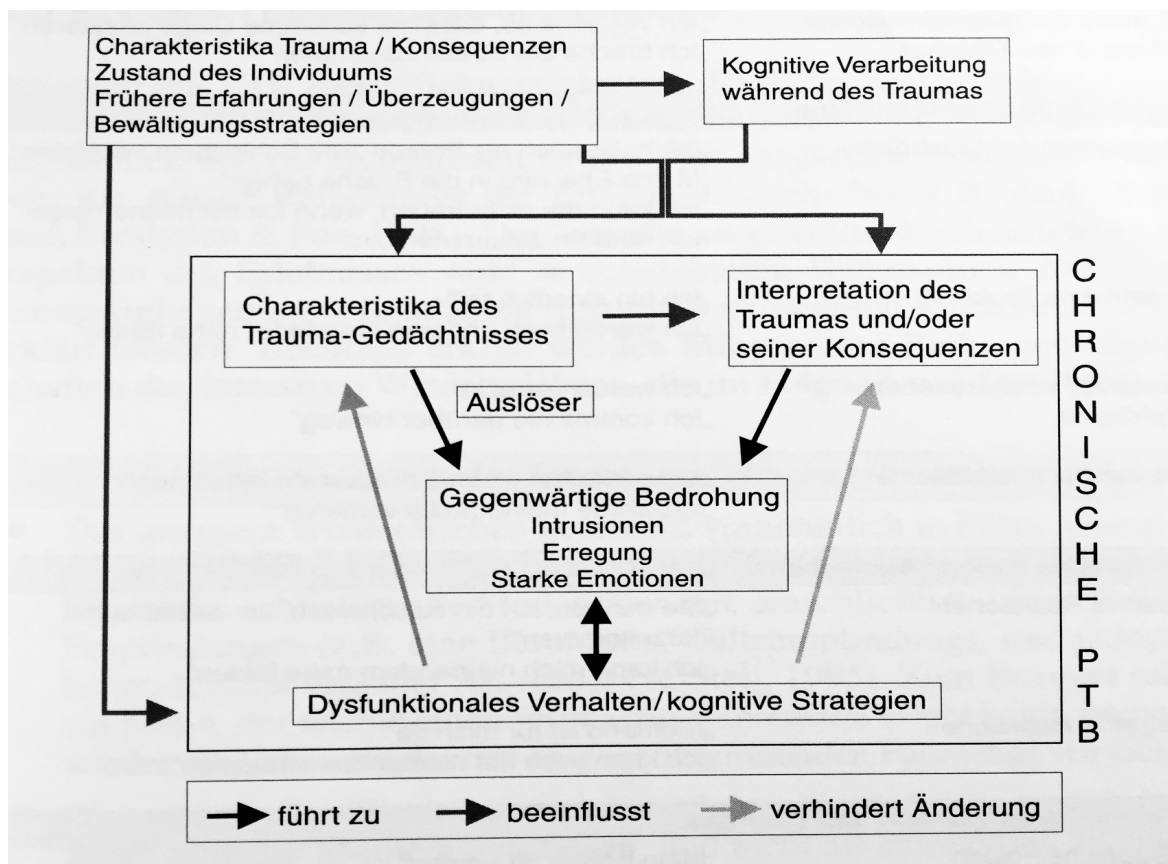 Charakteristika Trauma / Konsequenzen
Zustand des Individuums
Frühere Erfahrungen / Überzeugungen /
Bewältigungsstrategien
Kognitive Verarbeitung
während des Traumas
Charakteristika des
Trauma-Gedächtnisses
Interpretation des
Traumas und/oder
seiner Konsequenzen
Auslöser
Gegenwärtige Bedrohung
Intrusionen
Erregung
Starke Emotionen
Dysfunktionales Verhalten/kognitive Strategien
CHRONISCHE PTB
führt zu
beeinflusst
verhindert Änderung